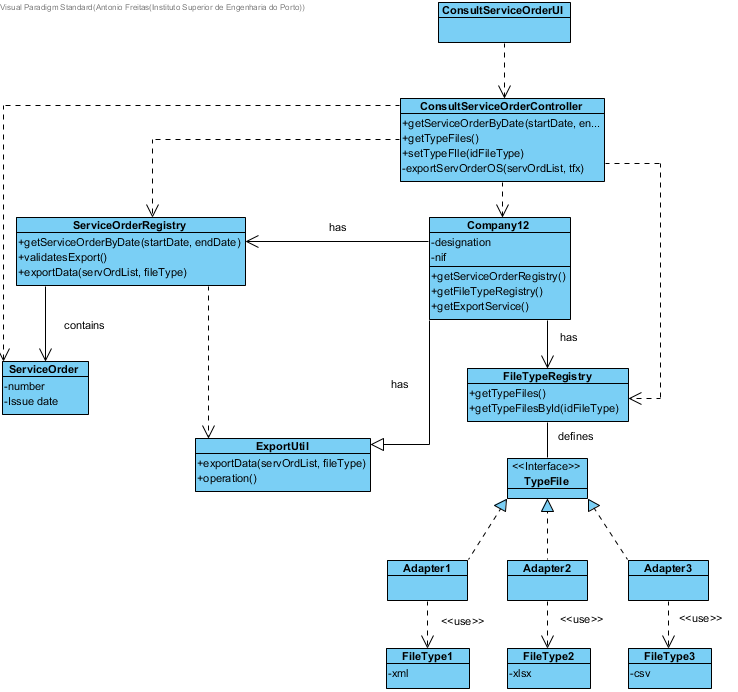 Visual Paradigm Standard(Antonio Freitas(Instituto Superior de Engenharia do Porto))
ConsultServiceOrderUI
ConsultServiceOrderController
+getServiceOrderByDate(startDate, en...
+getTypeFiles()
+setTypeFIle(idFileType)
-exportServOrderOS(servOrdList, tfx)
ServiceOrderRegistry
+getServiceOrderByDate(startDate, endDate)
+validatesExport()
+exportData(servOrdList, fileType)
has
Company12
-designation
-nif
+getServiceOrderRegistry()
+getFileTypeRegistry()
+getExportService()
contains
has
ServiceOrder
-number
-Issue date
FileTypeRegistry
+getTypeFiles()
+getTypeFilesById(idFileType)
has
defines
ExportUtil
+exportData(servOrdList, fileType)
+operation()
<<Interface>>
TypeFile
Adapter1
Adapter2
Adapter3
<<use>>
<<use>>
<<use>>
FileType1
-xml
FileType2
-xlsx
FileType3
-csv